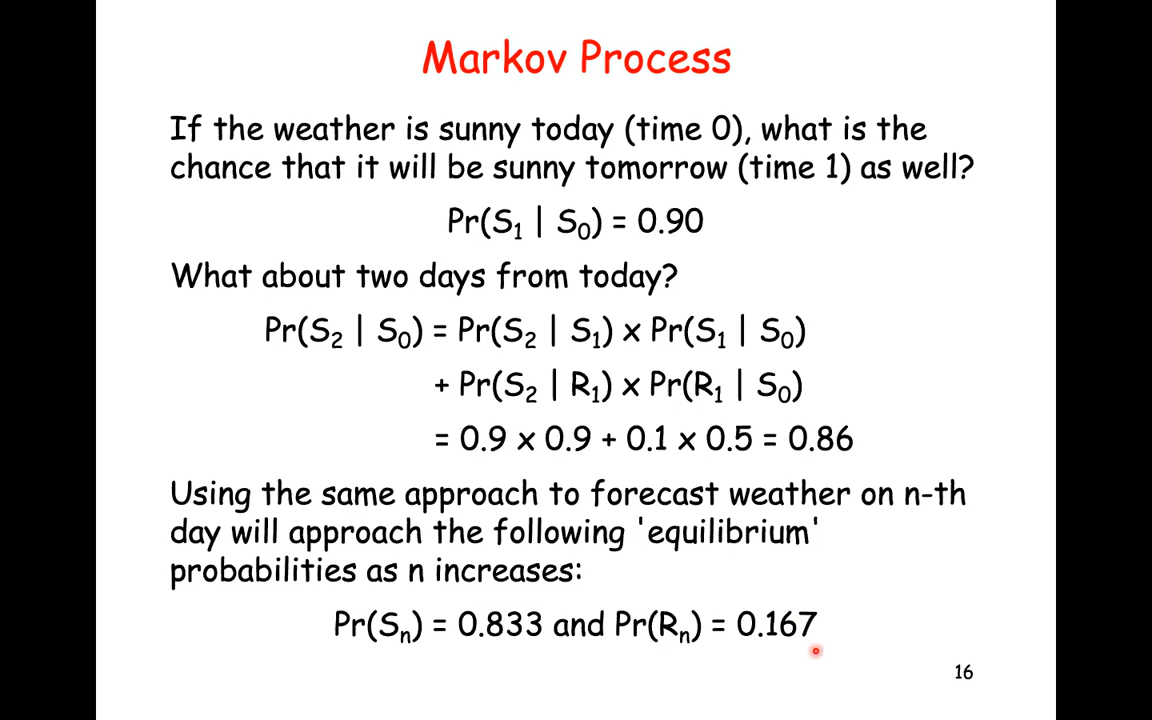 Markov Process
If the weather is sunny today (time 0), what is the
chance that it will be sunny tomorrow (time 1) as well?
Pr(S₁ | S₀) = 0.90
What about two days from today?
Pr(S₂ | S₀) = Pr(S₂ | S₁) x Pr(S₁ | S₀)
+ Pr(S₂ | R₁) x Pr(R₁ | S₀)
= 0.9 x 0.9 + 0.1 x 0.5 = 0.86
Using the same approach to forecast weather on n-th
day will approach the following 'equilibrium'
probabilities as n increases:
Pr(Sₙ) = 0.833 and Pr(Rₙ) = 0.167
16